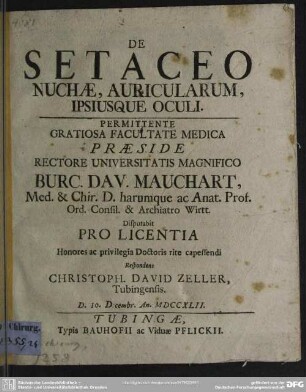 DE
SETACEO
NUCHÆ, AURICULARUM,
IPSIUSQUE OCULI.
PERMITTENTE
GRATIOSA FACULTATE MEDICA
PRÆSIDE
RECTORE UNIVERSITATIS MAGNIFICO
BURC. DAV. MAUCHART,
Med. & Chir. D. harumque ac Anat. Prof.
Ord. Consil. & Archiatro Wirtt.
Disputabit
PRO LICENTIA
Honores ac privilegia Doctoris rite capessendi
Respondens
CHRISTOPH. DAVID ZELLER,
Tubingensis.
D. 10. Decembr. An. MDCCXLII.
TUBINGÆ,
Typis BAUHOFII ac Viduæ PFLICKII.
Chirurg.